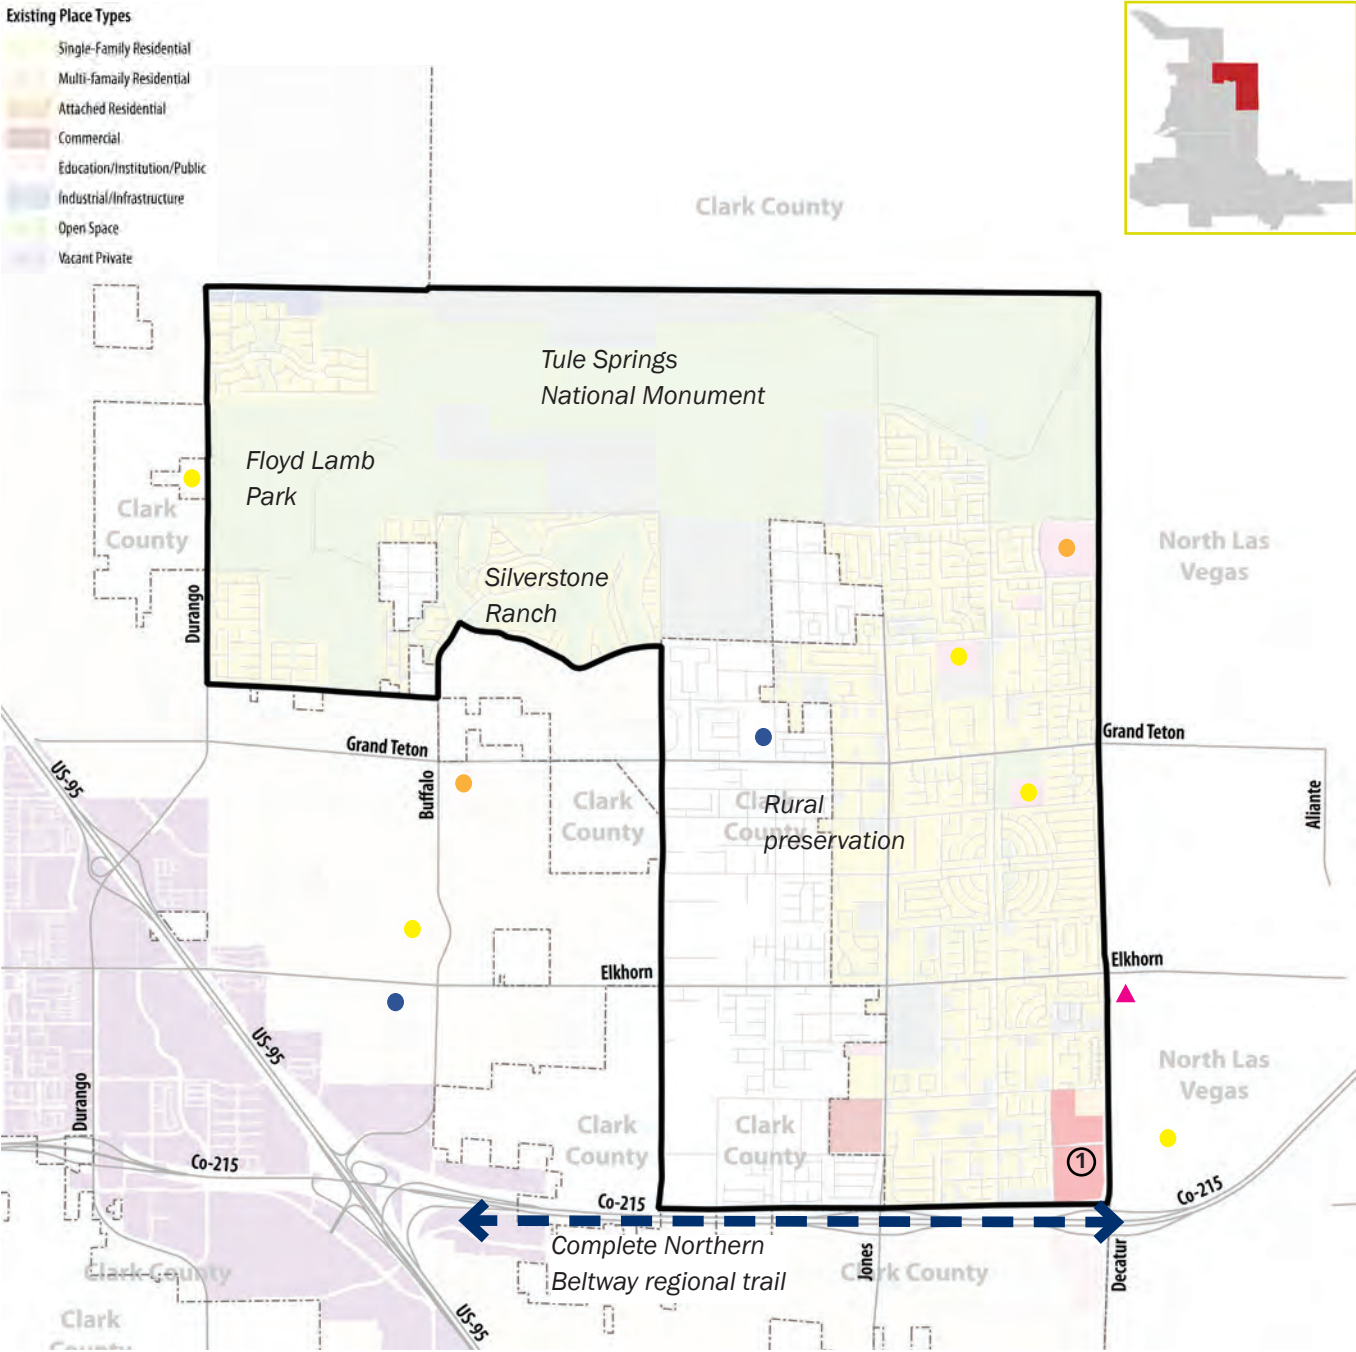 Existing Place Types
Single-Family Residential
Multi-famaily Residential
Attached Residential
Commercial
Education/Institution/Public
Industrial/Infrastructure
Open Space
Vacant Private
Clark County
Tule Springs
National Monument
Floyd Lamb
Park
Clark
County
North Las
Vegas
Silverstone
Ranch
Durango
Grand Teton
Grand Teton
US-95
Buffalo
Clark
County
Clark
County
Rural
preservation
Aliante
Elkhorn
Elkhorn
US-95
North Las
Vegas
Durango
Clark
County
Clark
County
1
Co-215
Co-215
Co-215
Complete Northern
Beltway regional trail
Jones
Decatur
Clark County
Clark County
US-95
Clark
County